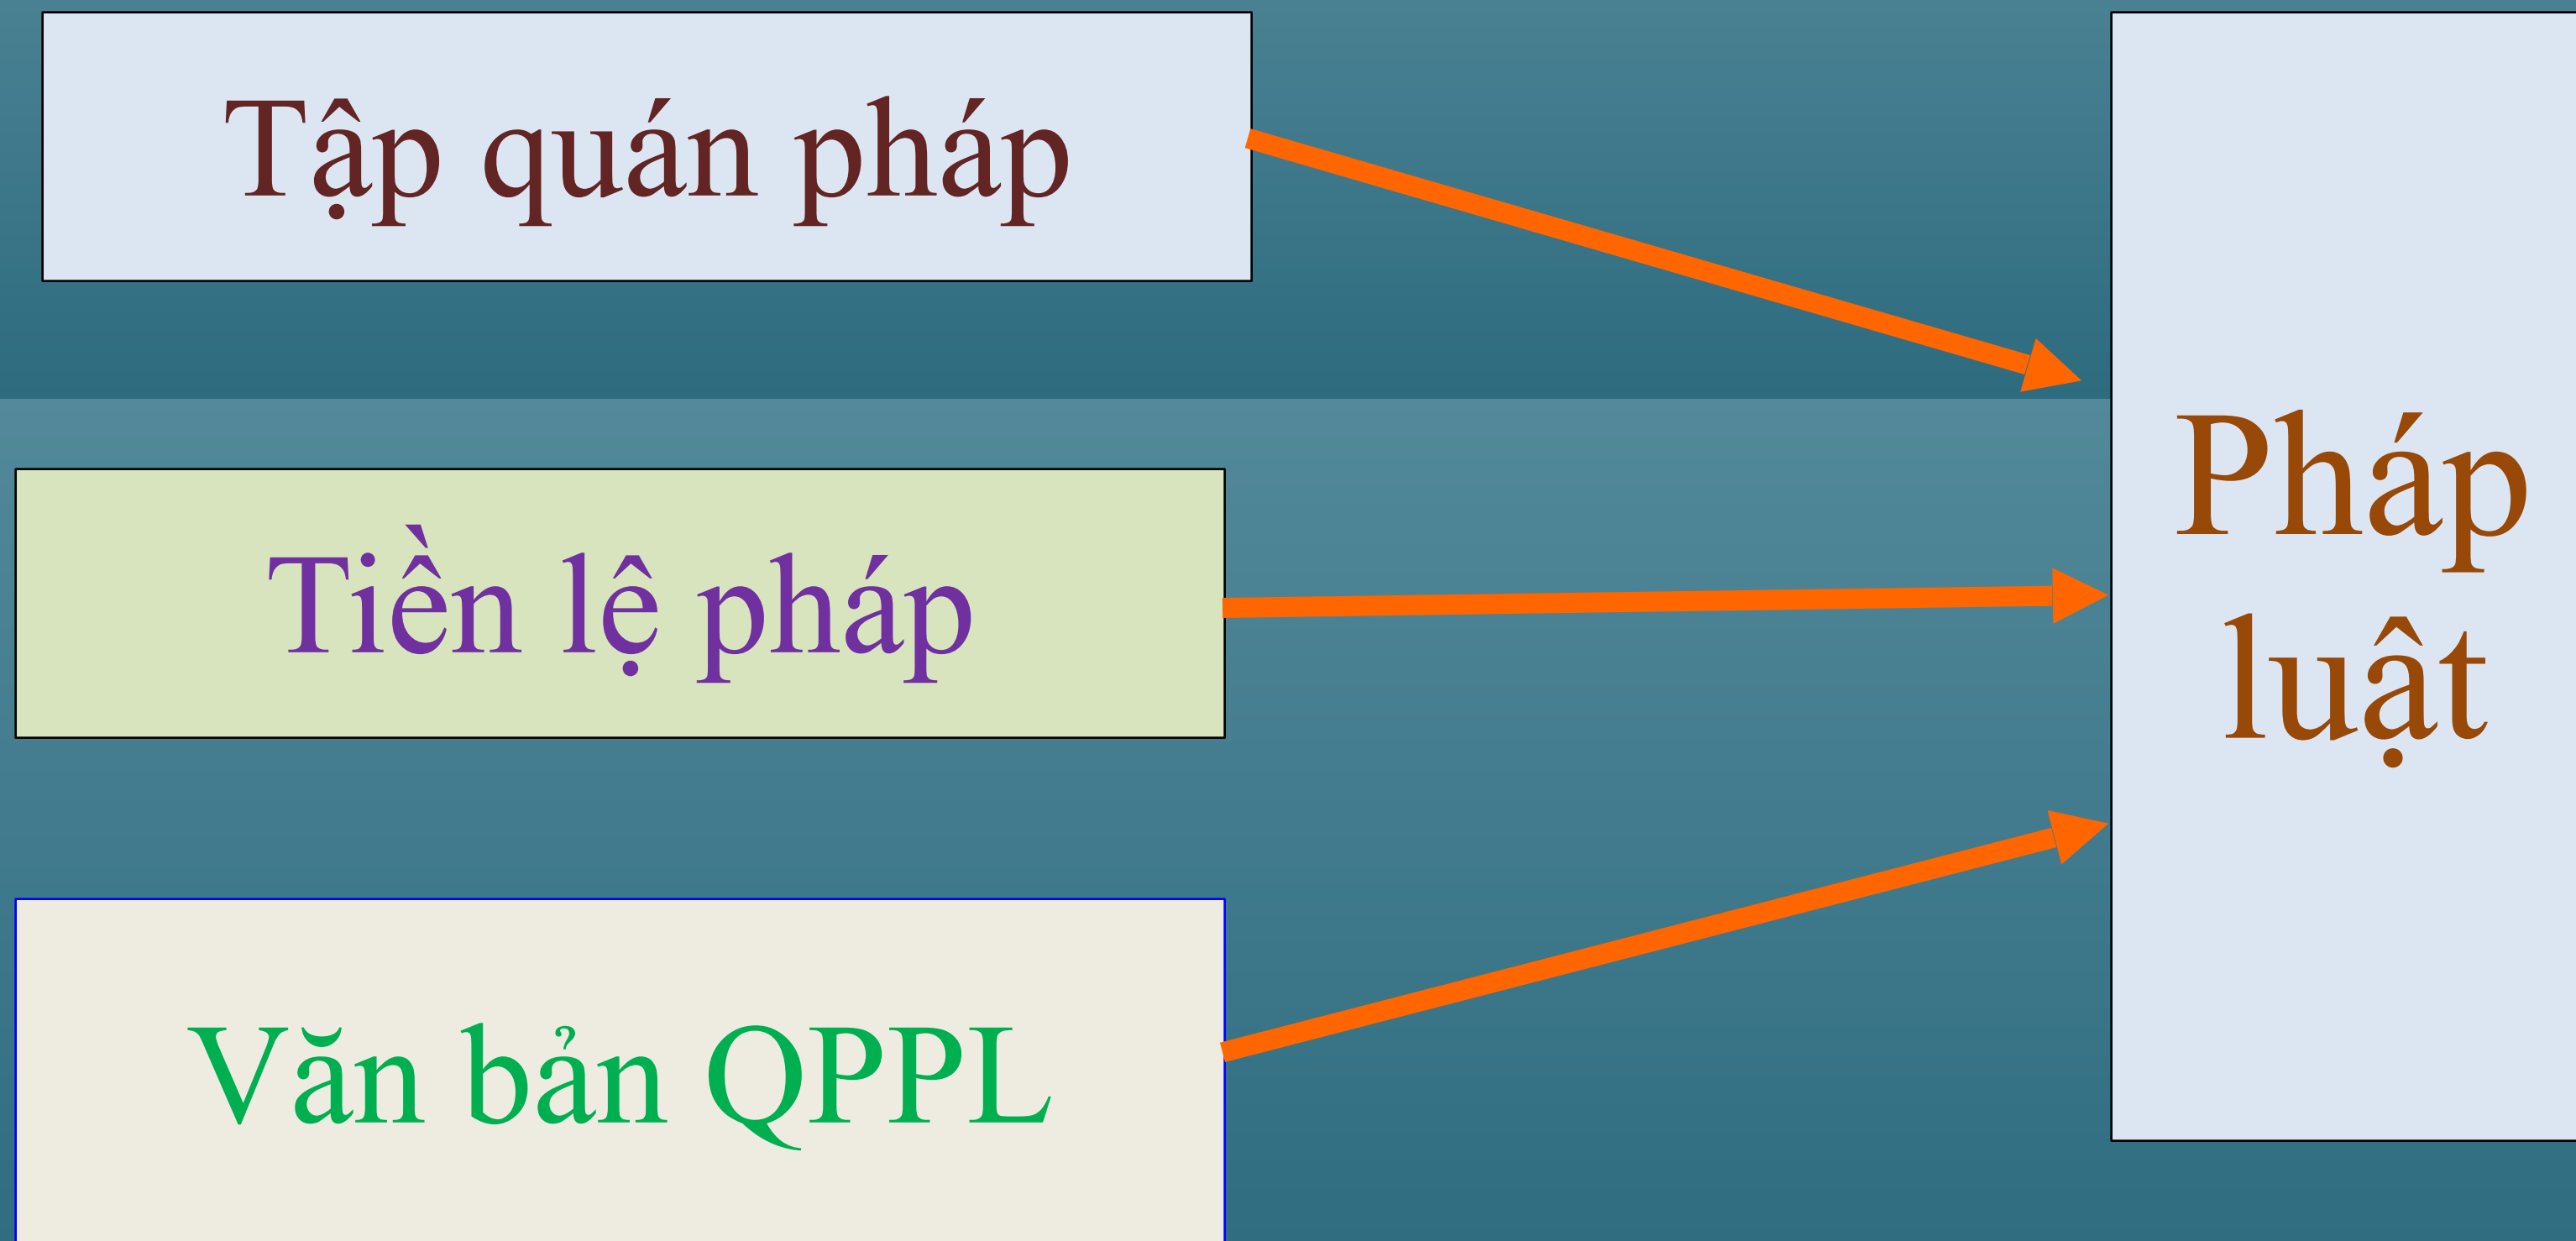 Tập quán pháp
Tiền lệ pháp
Văn bản QPPL
Pháp
luật